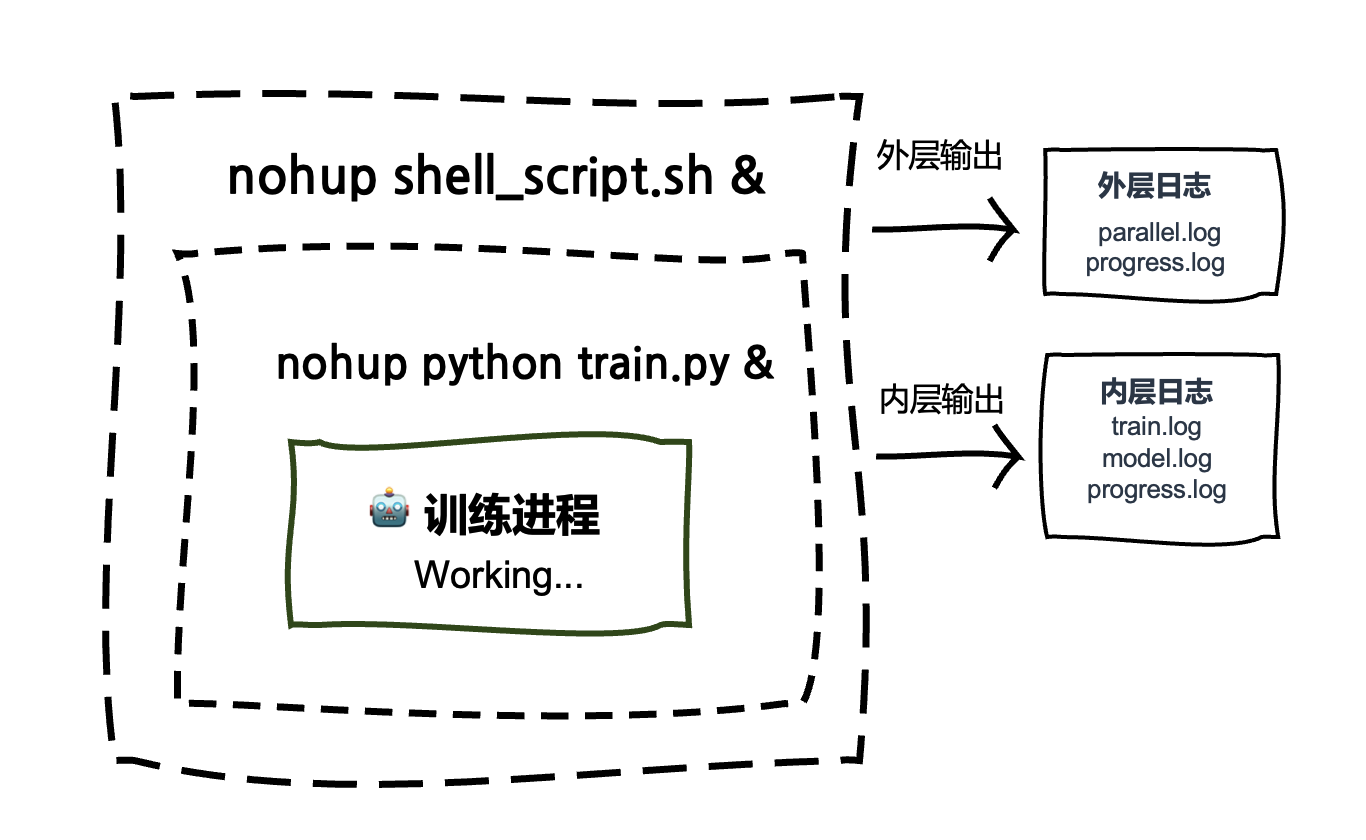 nohup shell_script.sh &
外层输出
外层日志
parallel.log
progress.log
nohup python train.py &
内层输出
内层日志
train.log
model.log
progress.log
训练进程
Working...